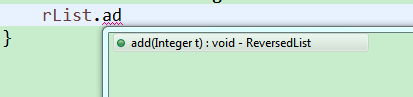 rList.ad
}
add(Integer t) : void - ReversedList